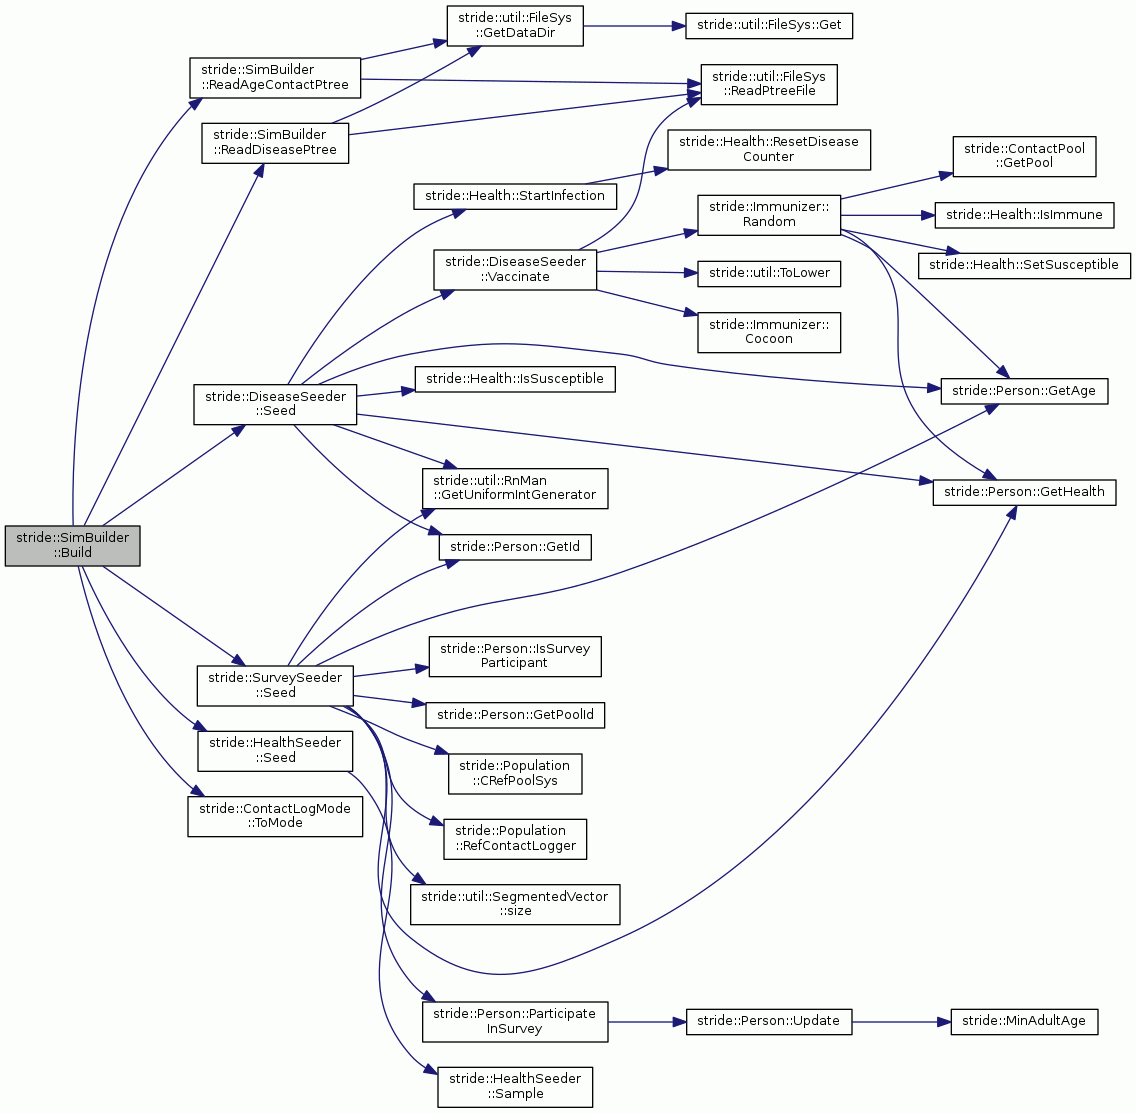 stride::SimBuilder
::Build
stride::SimBuilder
::ReadAgeContactPtree
stride::SimBuilder
::ReadDiseasePtree
stride::DiseaseSeeder
::Seed
stride::SurveySeeder
::Seed
stride::HealthSeeder
::Seed
stride::ContactLogMode
::ToMode
stride::util::FileSys
::GetDataDir
stride::Health::StartInfection
stride::DiseaseSeeder
::Vaccinate
stride::Health::IsSusceptible
stride::util::RnMan
::GetUniformIntGenerator
stride::Person::GetId
stride::Person::IsSurvey
Participant
stride::Person::GetPoolId
stride::Population
::CRefPoolSys
stride::Population
::RefContactLogger
stride::util::SegmentedVector
::size
stride::Person::Participate
InSurvey
stride::HealthSeeder
::Sample
stride::util::FileSys::Get
stride::util::FileSys
::ReadPtreeFile
stride::Health::ResetDisease
Counter
stride::Immunizer::
Random
stride::util::ToLower
stride::Immunizer::
Cocoon
stride::Person::Update
stride::ContactPool
::GetPool
stride::Health::IsImmune
stride::Health::SetSusceptible
stride::Person::GetAge
stride::Person::GetHealth
stride::MinAdultAge